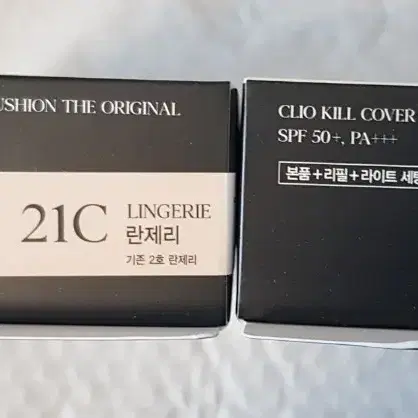 USHION THE ORIGINAL
21C LINGERIE
란제리
기존 2호 란제리
CLIO KILL COVER
SPF 50+, PA+++
본품+리필+라이트 세